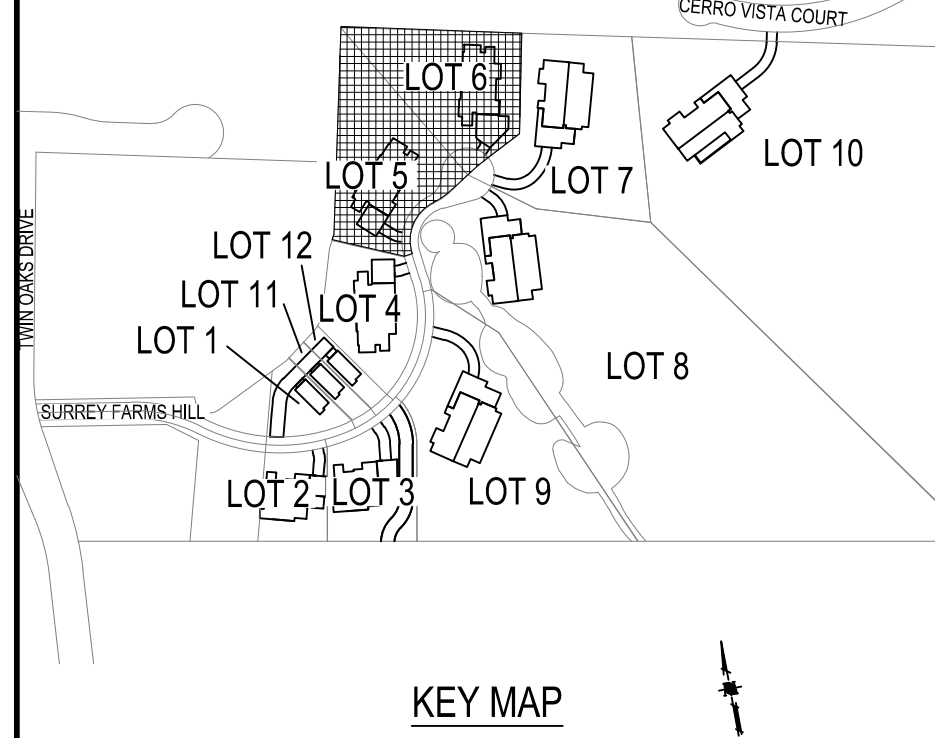 CERRO VISTA COURT
LOT 6
LOT 10
LOT 5
LOT 7
TWIN OAKS DRIVE
LOT 12
LOT 11
LOT 4
LOT 1
LOT 8
SURREY FARMS HILL
LOT 2
LOT 3
LOT 9
KEY MAP